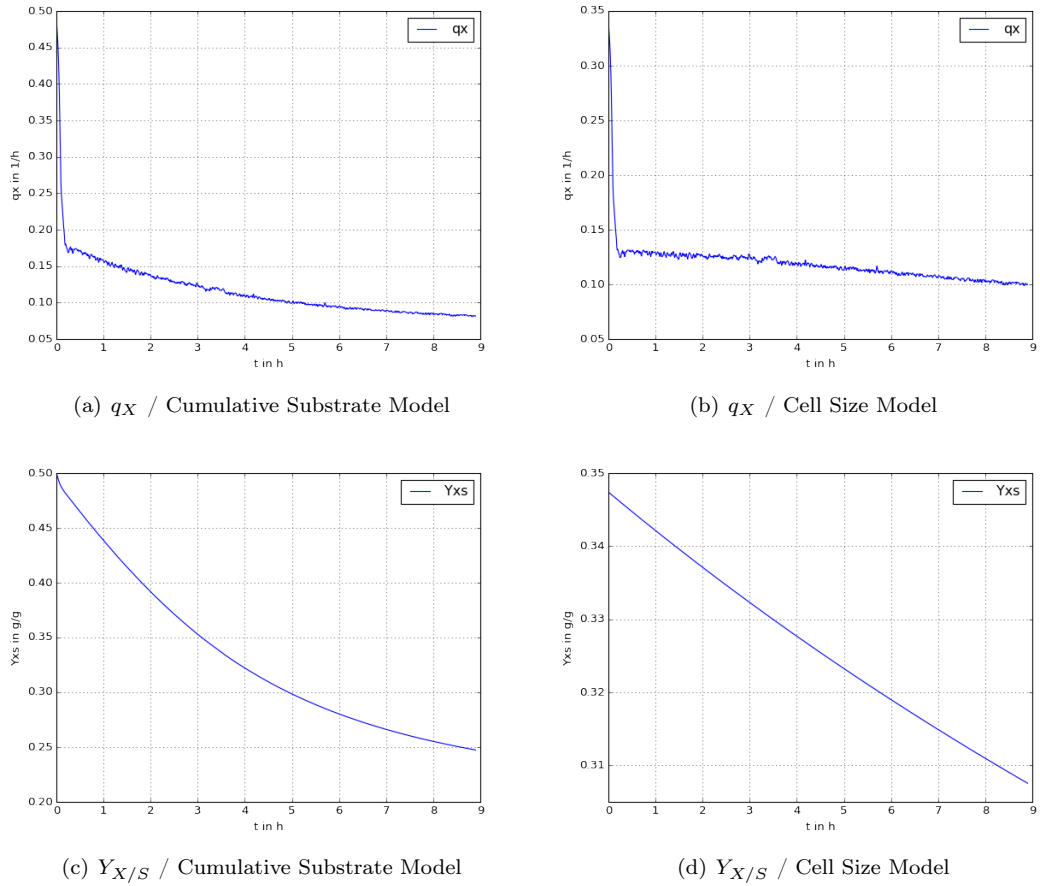 0.50
0.45
0.40
0.35
0.30
0.25
0.20
0.15
0.10
0.05
qx in 1/h
qx
0 1 2 3 4 5 6 7 8 9
t in h
(a) qX / Cumulative Substrate Model
0.35
0.30
0.25
0.20
0.15
0.10
0.05
qx in 1/h
qx
0 1 2 3 4 5 6 7 8 9
t in h
(b) qX / Cell Size Model
0.50
0.45
0.40
0.35
0.30
0.25
0.20
Yxs in g/g
Yxs
0 1 2 3 4 5 6 7 8 9
t in h
(c) YX/S / Cumulative Substrate Model
0.35
0.34
0.33
0.32
0.31
Yxs in g/g
Yxs
0 1 2 3 4 5 6 7 8 9
t in h
(d) YX/S / Cell Size Model